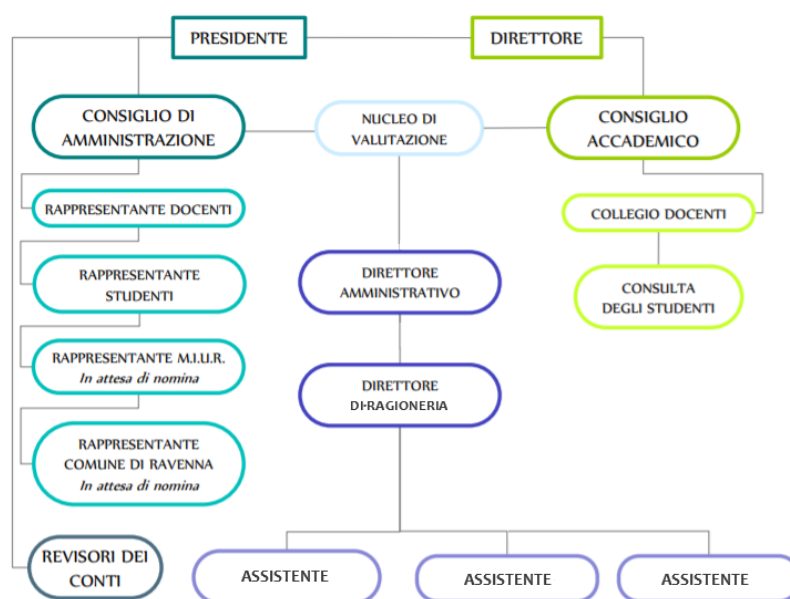 PRESIDENTE
DIRETTORE
CONSIGLIO DI
AMMINISTRAZIONE
NUCLEO DI
VALUTAZIONE
CONSIGLIO
ACCADEMICO
RAPPRESENTANTE DOCENTI
COLLEGIO DOCENTI
RAPPRESENTANTE
STUDENTI
DIRETTORE
AMMINISTRATIVO
CONSULTA
DEGLI STUDENTI
RAPPRESENTANTE M.I.U.R.
In attesa di nomina
DIRETTORE
DI-RAGIONERIA
RAPPRESENTANTE
COMUNE DI RAVENNA
In attesa di nomina
REVISORI DEI
CONTI
ASSISTENTE
ASSISTENTE
ASSISTENTE